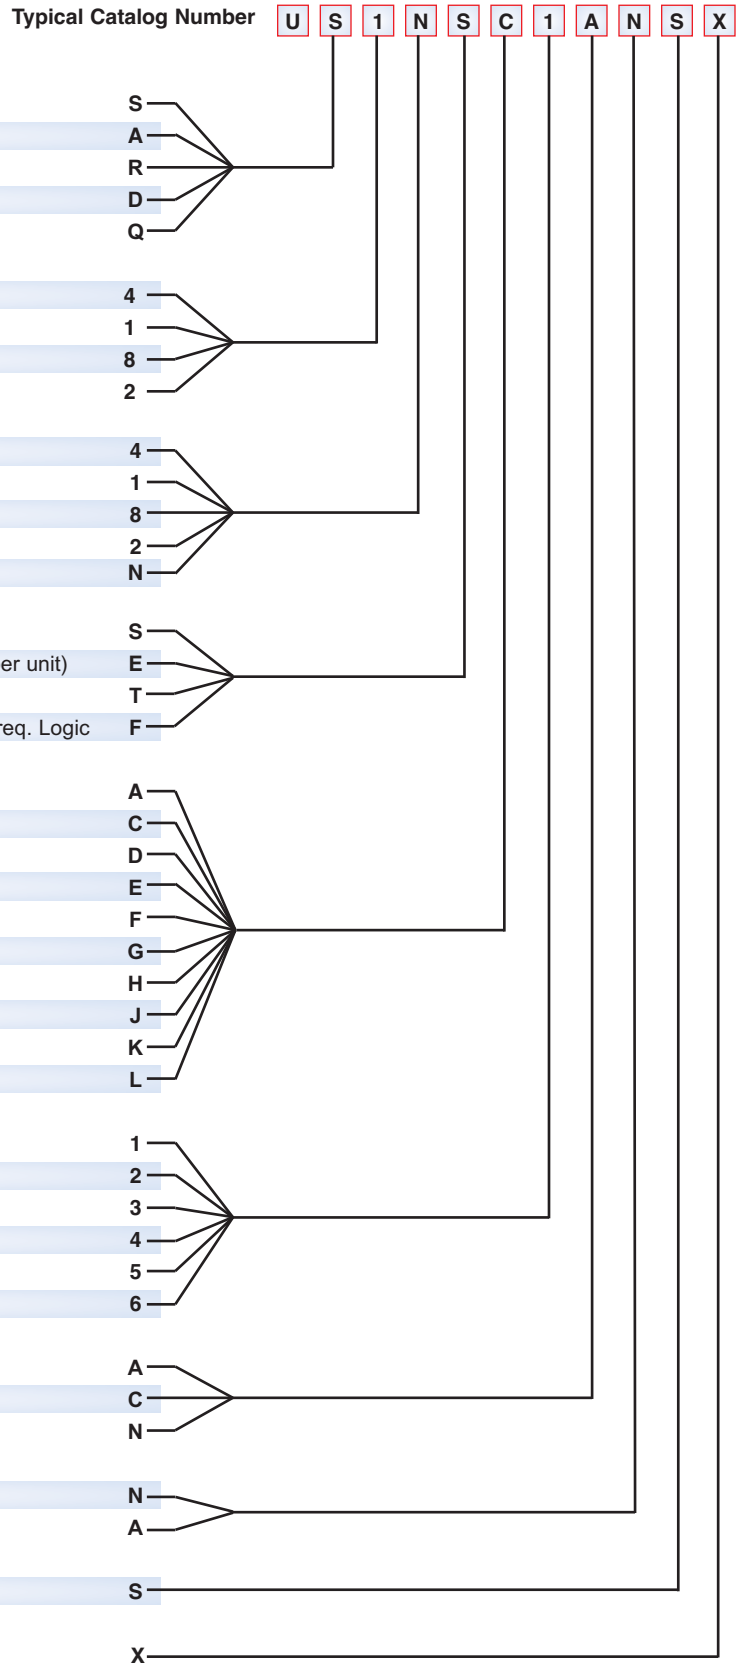 Typical Catalog Number U S 1 N S C 1 A N S X
S
A
R
D
Q
4
1
8
2
4
1
8
2
N
S
er unit) E
T
req. Logic F
A
C
D
E
F
G
H
J
K
L
1
2
3
4
5
6
A
C
N
N
A
S
X